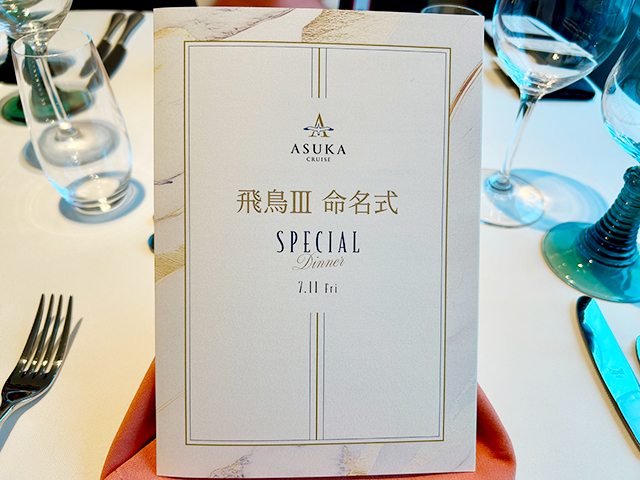 ASUKA
CRUISE
飛鳥Ⅲ 命名式
SPECIAL
Dinner
7.11 Fri